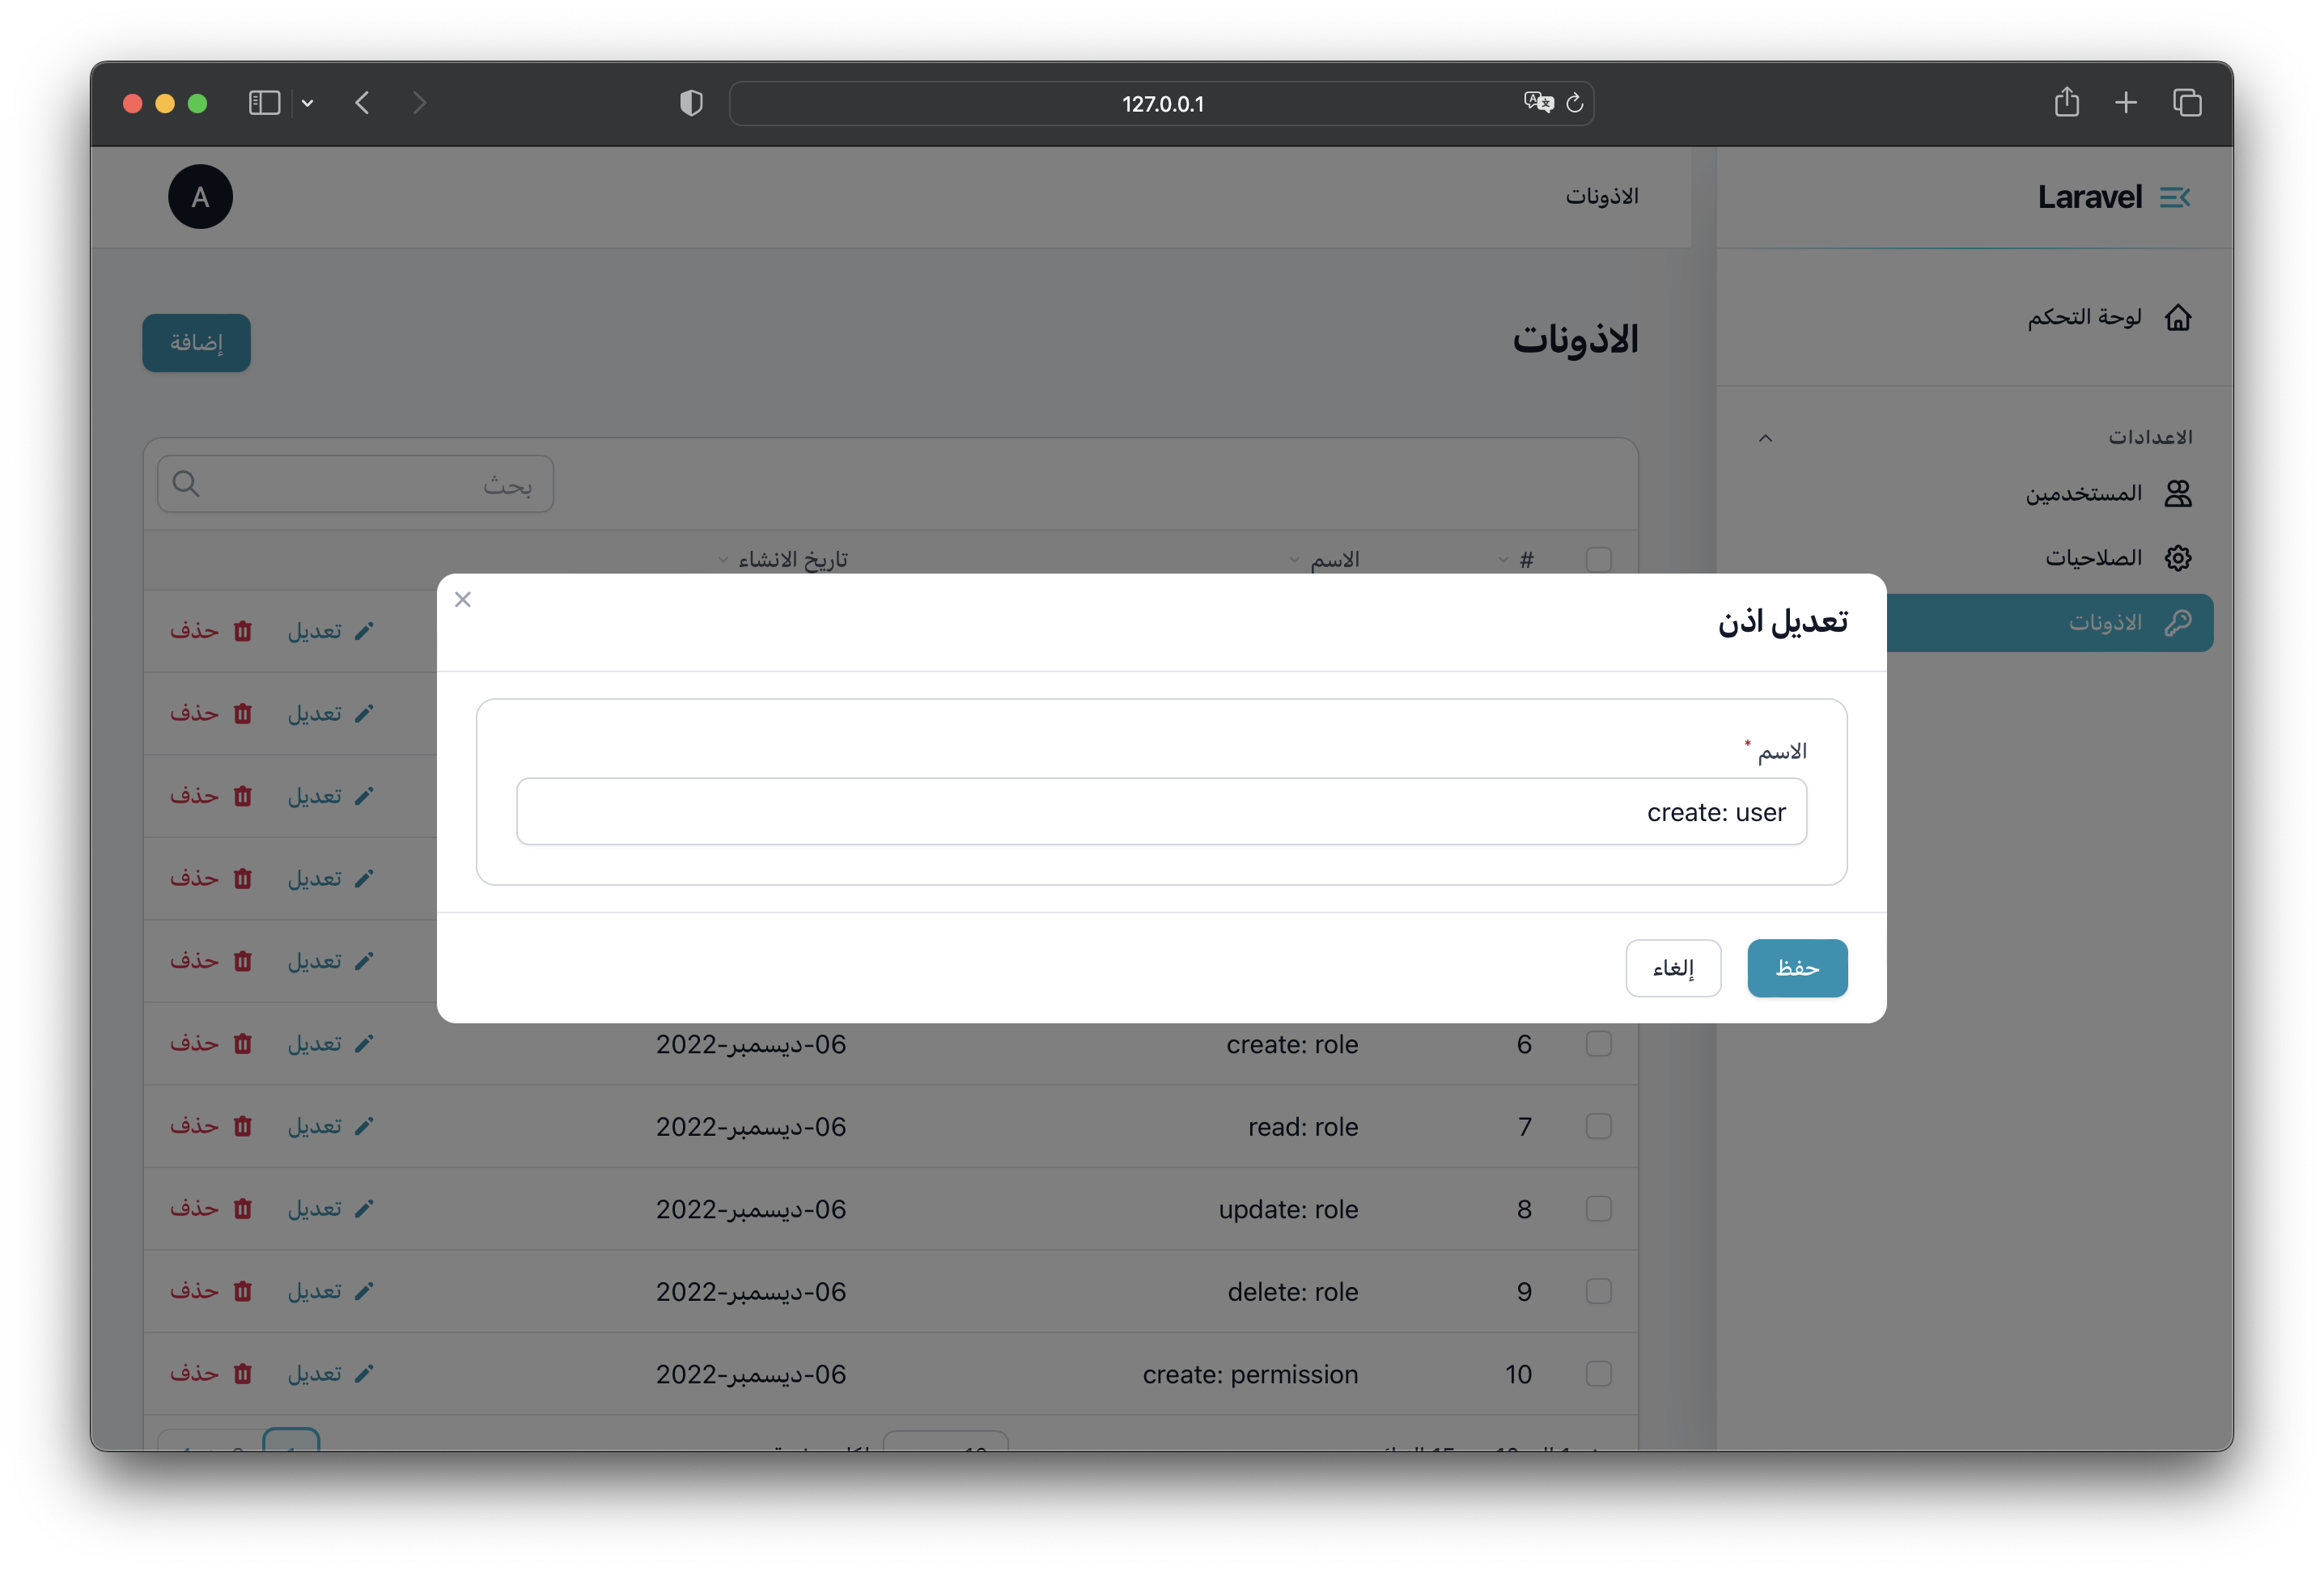 127.0.0.1
Laravel
الاذونات
A
لوحة التحكم
الاعدادات
المستخدمين
الصلاحيات
الاذونات
الاذونات
إضافة
بحث
# الاسم تاريخ الانشاء
تعديل حذف
تعديل حذف
تعديل حذف
تعديل حذف
تعديل حذف
تعديل اذن
الاسم *
create: user
حفظ إلغاء
6 create: role 06-ديسمبر-2022 تعديل حذف
7 read: role 06-ديسمبر-2022 تعديل حذف
8 update: role 06-ديسمبر-2022 تعديل حذف
9 delete: role 06-ديسمبر-2022 تعديل حذف
10 create: permission 06-ديسمبر-2022 تعديل حذف